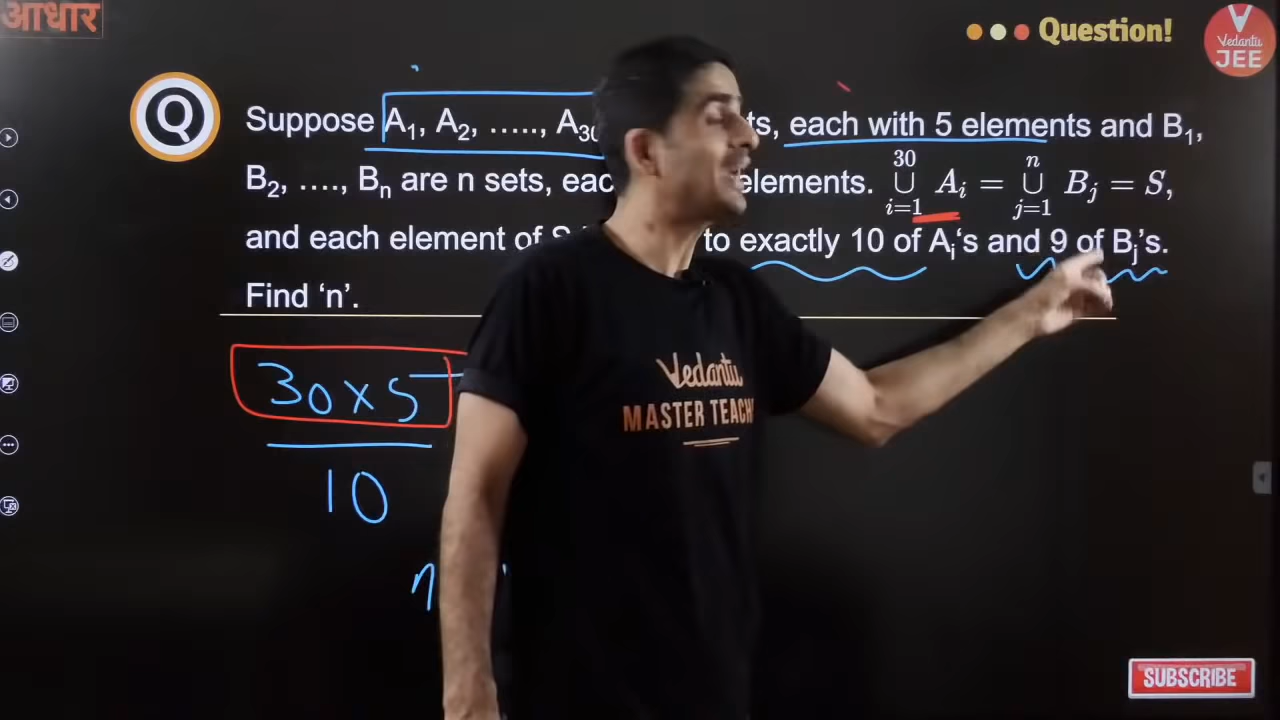 आधार
Question!
Vedantu
JEE
Q
Suppose A₁, A₂, ....., A₃₀ ts, each with 5 elements and B₁,
B₂, ...., Bₙ are n sets, elements. 30 ∪ i=1 Aᵢ = n ∪ j=1 Bⱼ = S,
and each element of to exactly 10 of Aᵢ‘s and 9 of Bⱼ’s.
Find ‘n’.
30 x 5
10
n
Vedantu
MASTER TEACH
SUBSCRIBE